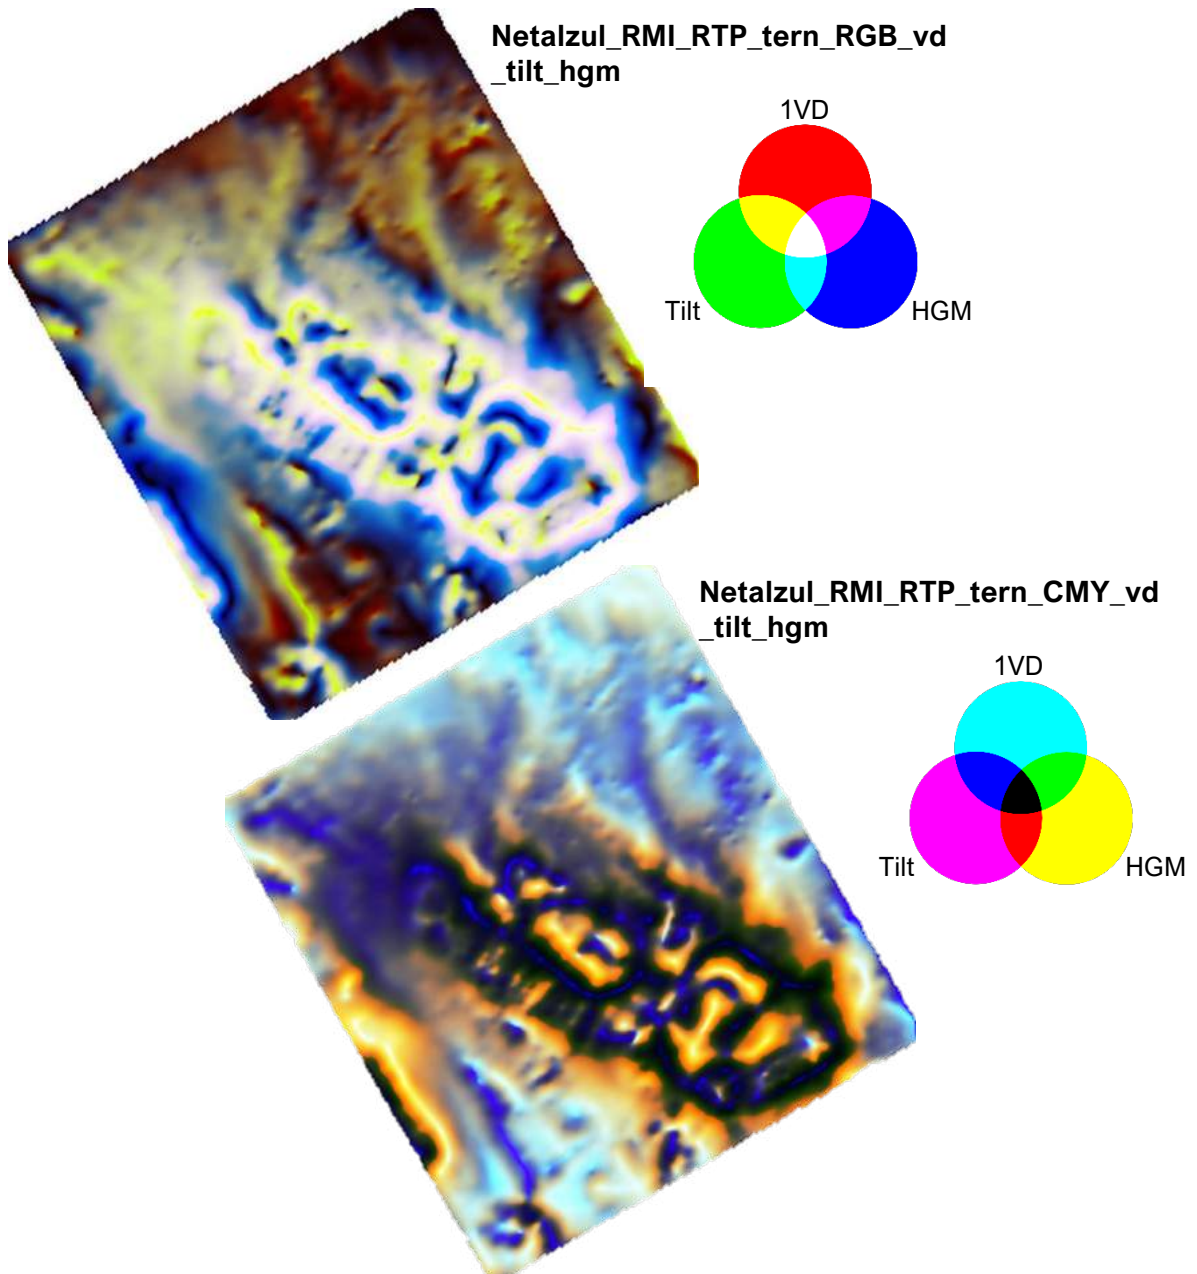 Netalzul_RMI_RTP_tern_RGB_vd
_tilt_hgm
1VD
Tilt
HGM
Netalzul_RMI_RTP_tern_CMY_vd
_tilt_hgm
1VD
Tilt
HGM